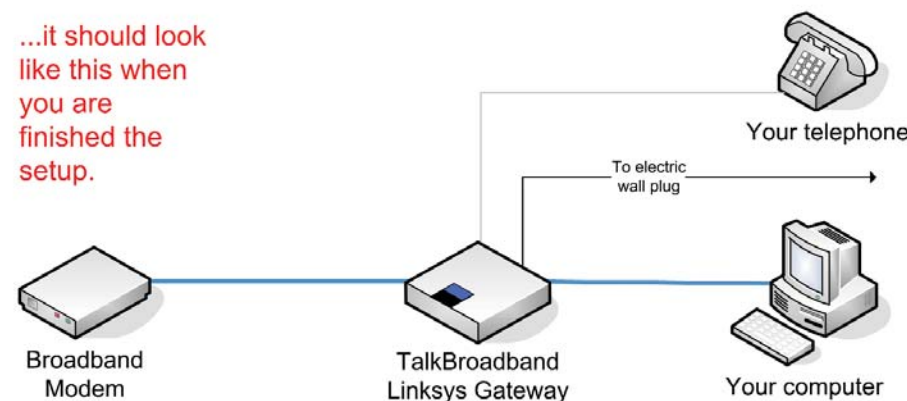 ...it should look
like this when
you are
finished the
setup.
Your telephone
To electric
wall plug
Broadband
Modem
TalkBroadband
Linksys Gateway
Your computer